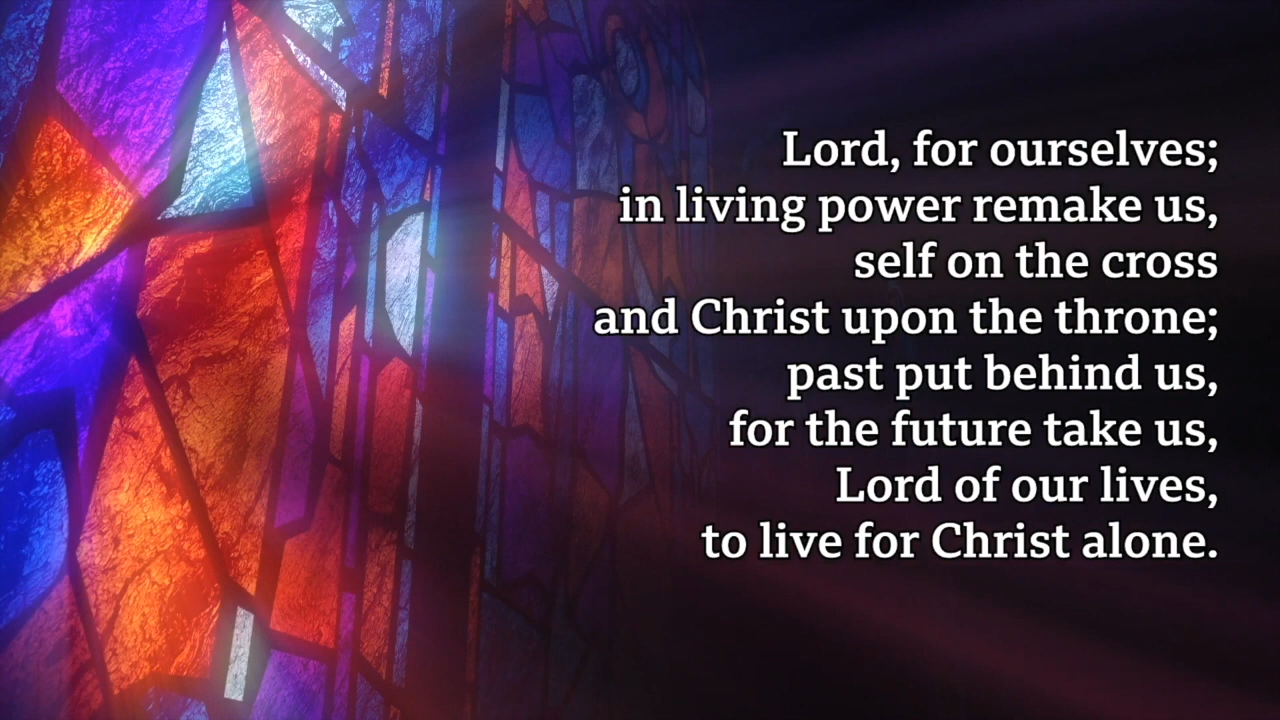 Lord, for ourselves;
in living power remake us,
self on the cross
and Christ upon the throne;
past put behind us,
for the future take us,
Lord of our lives,
to live for Christ alone.